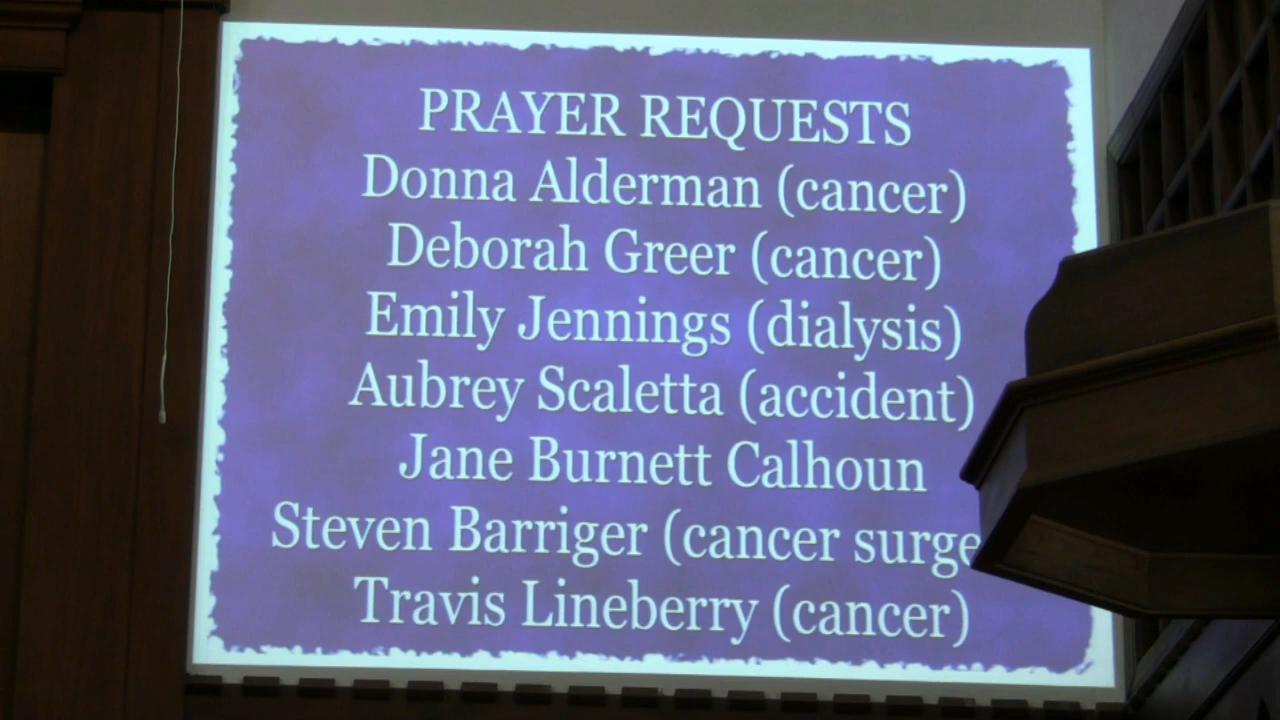 PRAYER REQUESTS
Donna Alderman (cancer)
Deborah Greer (cancer)
Emily Jennings (dialysis)
Aubrey Scaletta (accident)
Jane Burnett Calhoun
Steven Barriger (cancer surge
Travis Lineberry (cancer)